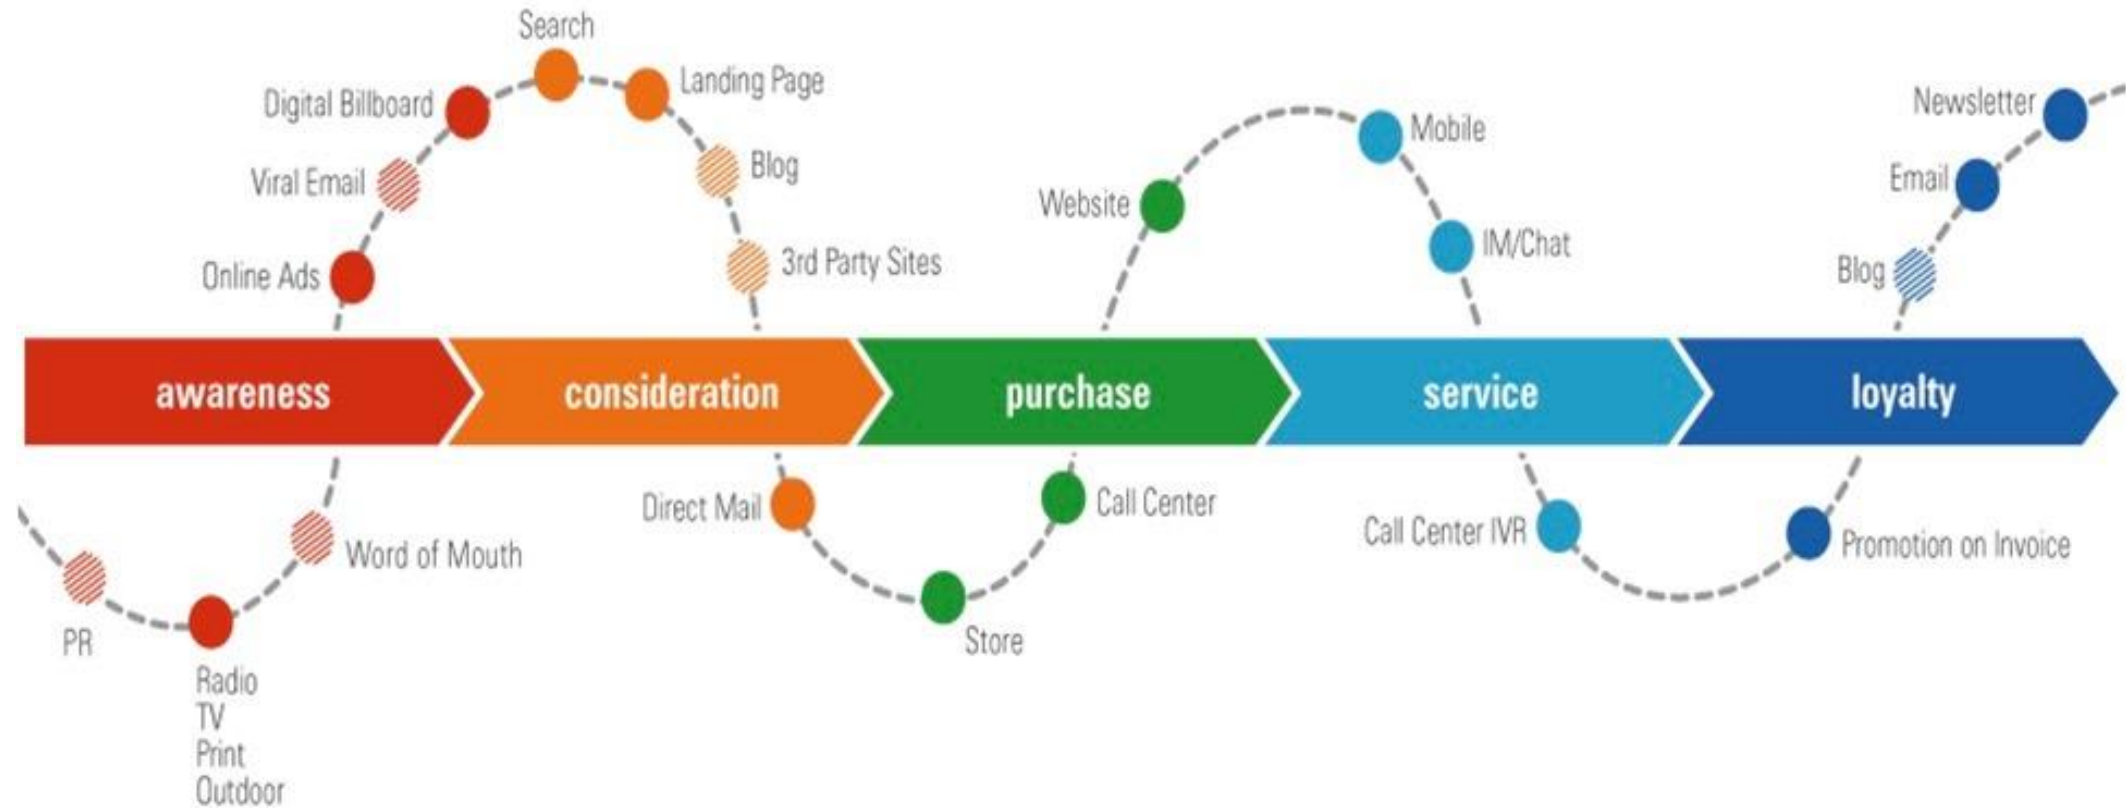 Search
Landing Page
Digital Billboard
Viral Email
Blog
Online Ads
3rd Party Sites
Website
Mobile
IM/Chat
Newsletter
Email
Blog
awareness
consideration
purchase
service
loyalty
PR
Radio
TV
Print
Outdoor
Word of Mouth
Direct Mail
Store
Call Center
Call Center IVR
Promotion on Invoice